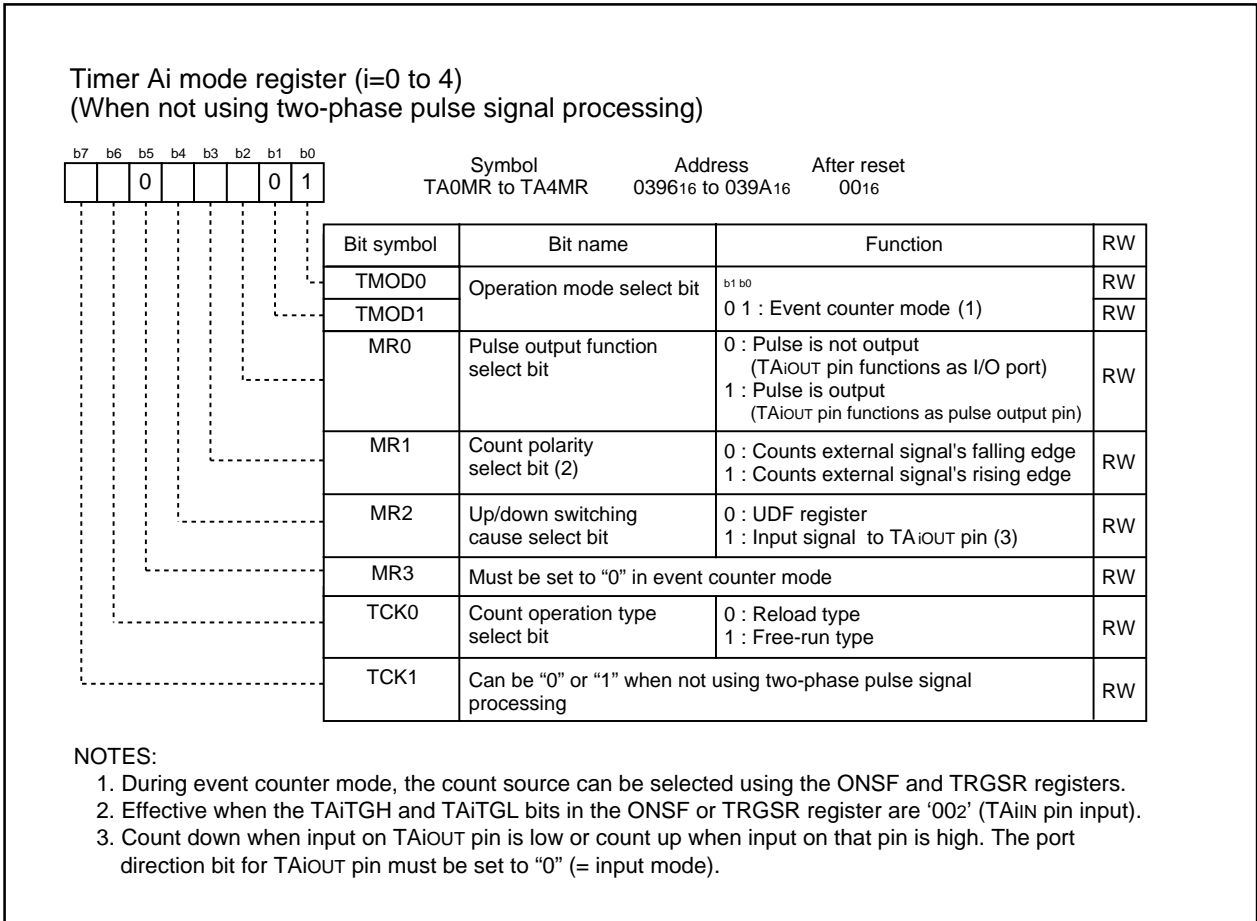 Timer Ai mode register (i=0 to 4)
(When not using two-phase pulse signal processing)
b7 b6 b5 b4 b3 b2 b1 b0
0 0 1
Symbol Address After reset
TA0MR to TA4MR 039616 to 039A16 0016
Bit symbol Bit name Function RW
TMOD0 Operation mode select bit b1 b0 RW
TMOD1 0 1 : Event counter mode (1) RW
MR0 Pulse output function select bit 0 : Pulse is not output
(TAiOUT pin functions as I/O port)
1 : Pulse is output
(TAiOUT pin functions as pulse output pin) RW
MR1 Count polarity select bit (2) 0 : Counts external signal's falling edge
1 : Counts external signal's rising edge RW
MR2 Up/down switching cause select bit 0 : UDF register
1 : Input signal to TAiOUT pin (3) RW
MR3 Must be set to “0” in event counter mode RW
TCK0 Count operation type select bit 0 : Reload type
1 : Free-run type RW
TCK1 Can be “0” or “1” when not using two-phase pulse signal
processing RW
NOTES:
1. During event counter mode, the count source can be selected using the ONSF and TRGSR registers.
2. Effective when the TAiTGH and TAiTGL bits in the ONSF or TRGSR register are ‘002’ (TAiIN pin input).
3. Count down when input on TAiOUT pin is low or count up when input on that pin is high. The port
direction bit for TAiOUT pin must be set to “0” (= input mode).